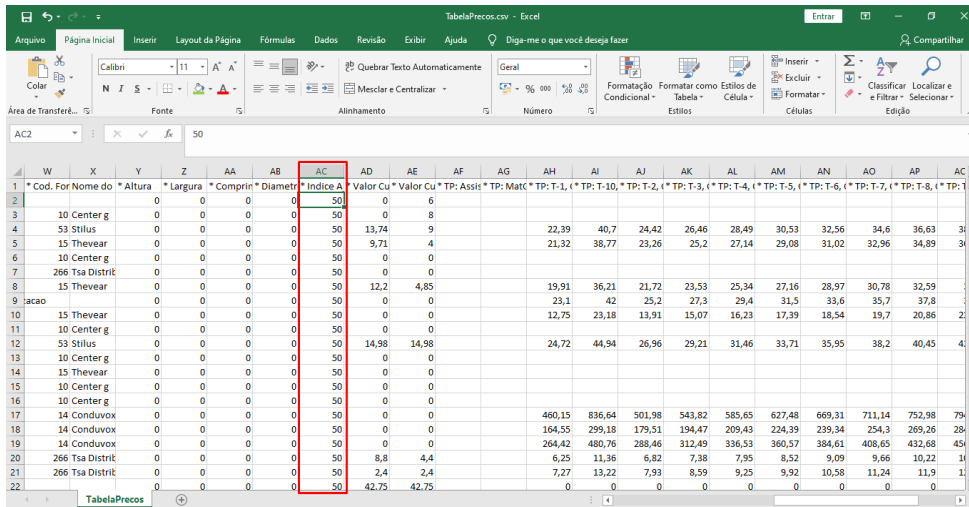 TabelaPrecos.csv - Excel
Entrar
Arquivo Página Inicial Inserir Layout da Página Fórmulas Dados Revisão Exibir Ajuda Diga-me o que você deseja fazer Compartilhar
Colar
Calibri 11 A A
N I S A
Quebrar Texto Automaticamente
Mesclar e Centralizar
Geral
% 000
Formatação Condicional
Formatar como Tabela
Estilos de Célula
Inserir
Excluir
Formatar
Classificar e Filtrar
Localizar e Selecionar
Área de Transferê... Fonte Alinhamento Número Estilos Células Edição
AC2 fx 50
W X Y Z AA AB AC AD AE AF AG AH AI AJ AK AL AM AN AO AP AQ
1 * Cod. For Nome do * Altura * Largura * Comprin * Diametr * Indice A * Valor Cu * Valor Cu * TP: Assis * TP: MatC * TP: T-1, ( * TP: T-10, * TP: T-2, ( * TP: T-3, ( * TP: T-4, ( * TP: T-5, ( * TP: T-6, ( * TP: T-7, ( * TP: T-8, ( * TP: T
2 0 0 0 0 50 0 6
3 10 Center g 0 0 0 0 50 0 8
4 53 Stilus 0 0 0 0 50 13,74 9 22,39 40,7 24,42 26,46 28,49 30,53 32,56 34,6 36,63
5 15 Thevear 0 0 0 0 50 9,71 4 21,32 38,77 23,26 25,2 27,14 29,08 31,02 32,96 34,89
6 10 Center g 0 0 0 0 50 0 0
7 266 Tsa Distrib 0 0 0 0 50 0 0
8 15 Thevear 0 0 0 0 50 12,2 4,85 19,91 36,21 21,72 23,53 25,34 27,16 28,97 30,78 32,59
9 cacao 0 0 0 0 50 0 0 23,1 42 25,2 27,3 29,4 31,5 33,6 35,7 37,8
10 15 Thevear 0 0 0 0 50 0 0 12,75 23,18 13,91 15,07 16,23 17,39 18,54 19,7 20,86
11 10 Center g 0 0 0 0 50 0 0
12 53 Stilus 0 0 0 0 50 14,98 14,98 24,72 44,94 26,96 29,21 31,46 33,71 35,95 38,2 40,45
13 10 Center g 0 0 0 0 50 0 0
14 15 Thevear 0 0 0 0 50 0 0
15 10 Center g 0 0 0 0 50 0 0
16 10 Center g 0 0 0 0 50 0 0
17 14 Conduvox 0 0 0 0 50 0 0 460,15 836,64 501,98 543,82 585,65 627,48 669,31 711,14 752,98
18 14 Conduvox 0 0 0 0 50 0 0 164,55 299,18 179,51 194,47 209,43 224,39 239,34 254,3 269,26
19 14 Conduvox 0 0 0 0 50 0 0 264,42 480,76 288,46 312,49 336,53 360,57 384,61 408,65 432,68
20 266 Tsa Distrib 0 0 0 0 50 8,8 4,4 6,25 11,36 6,82 7,38 7,95 8,52 9,09 9,66 10,22
21 266 Tsa Distrib 0 0 0 0 50 2,4 2,4 7,27 13,22 7,93 8,59 9,25 9,92 10,58 11,24 11,9
22 0 0 0 0 50 42,75 42,75 0 0 0 0 0 0 0 0 0
TabelaPrecos